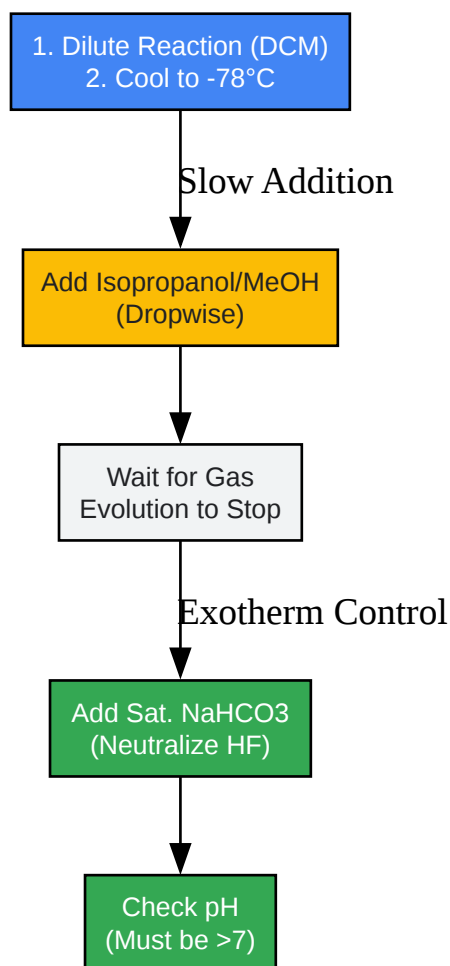 1. Dilute Reaction (DCM)
2. Cool to -78°C
Slow Addition
Add Isopropanol/MeOH
(Dropwise)
Wait for Gas
Evolution to Stop
Exotherm Control
Add Sat. NaHCO3
(Neutralize HF)
Check pH
(Must be >7)